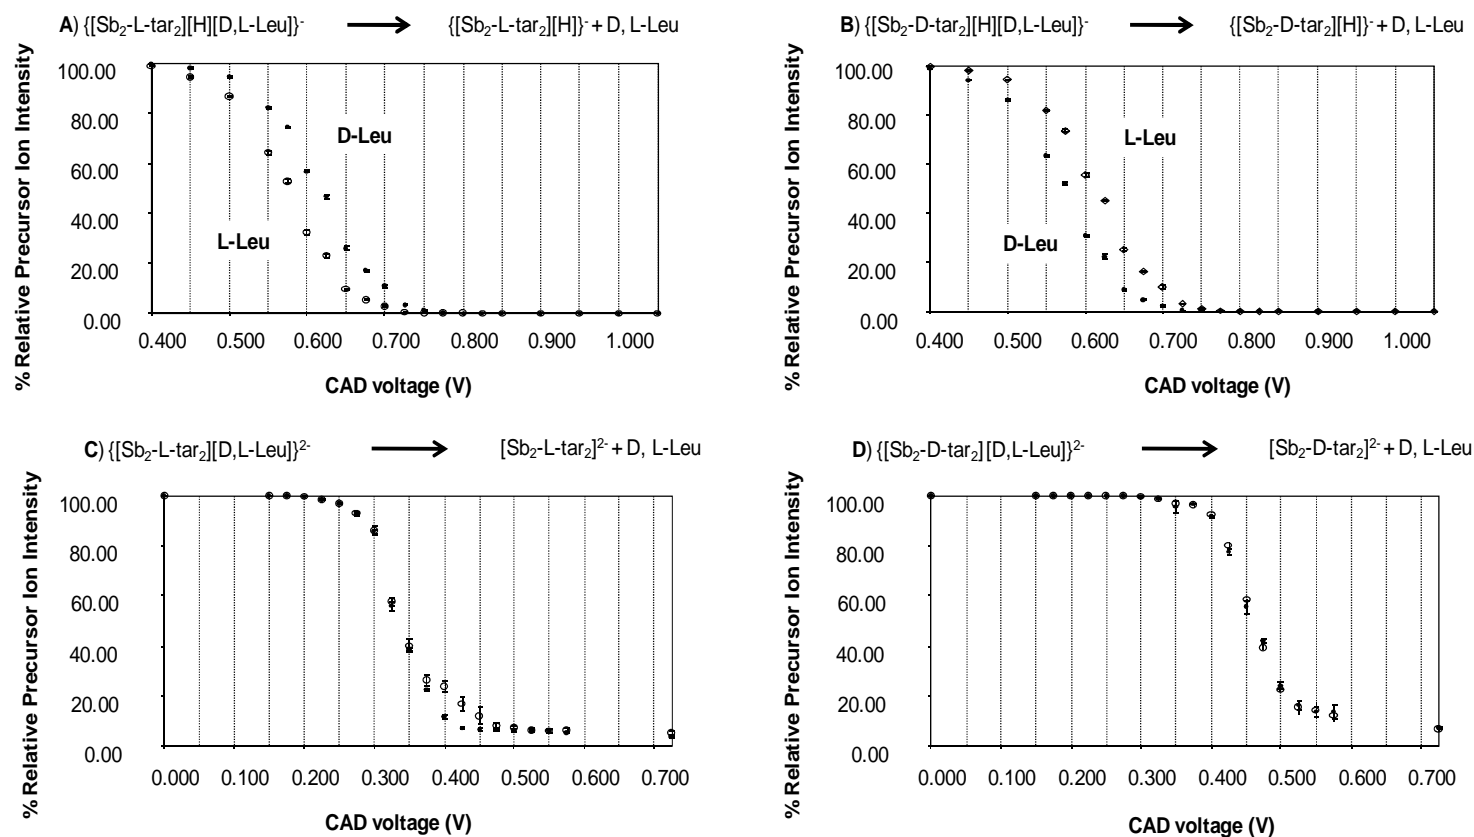 A) {[Sb₂-L-tar₂][H][D,L-Leu]}⁻ → {[Sb₂-L-tar₂][H]}⁻ + D, L-Leu
% Relative Precursor Ion Intensity
100.00
80.00
60.00
40.00
20.00
0.00
D-Leu
L-Leu
0.400 0.500 0.600 0.700 0.800 0.900 1.000
CAD voltage (V)
B) {[Sb₂-D-tar₂][H][D,L-Leu]}⁻ → {[Sb₂-D-tar₂][H]}⁻ + D, L-Leu
% Relative Precursor Ion Intensity
100.00
80.00
60.00
40.00
20.00
0.00
L-Leu
D-Leu
0.400 0.500 0.600 0.700 0.800 0.900 1.000
CAD voltage (V)
C) {[Sb₂-L-tar₂][D,L-Leu]}²⁻ → [Sb₂-L-tar₂]²⁻ + D, L-Leu
% Relative Precursor Ion Intensity
100.00
80.00
60.00
40.00
20.00
0.00
0.000 0.100 0.200 0.300 0.400 0.500 0.600 0.700
CAD voltage (V)
D) {[Sb₂-D-tar₂][D,L-Leu]}²⁻ → [Sb₂-D-tar₂]²⁻ + D, L-Leu
% Relative Precursor Ion Intensity
100.00
80.00
60.00
40.00
20.00
0.00
0.000 0.100 0.200 0.300 0.400 0.500 0.600 0.700
CAD voltage (V)